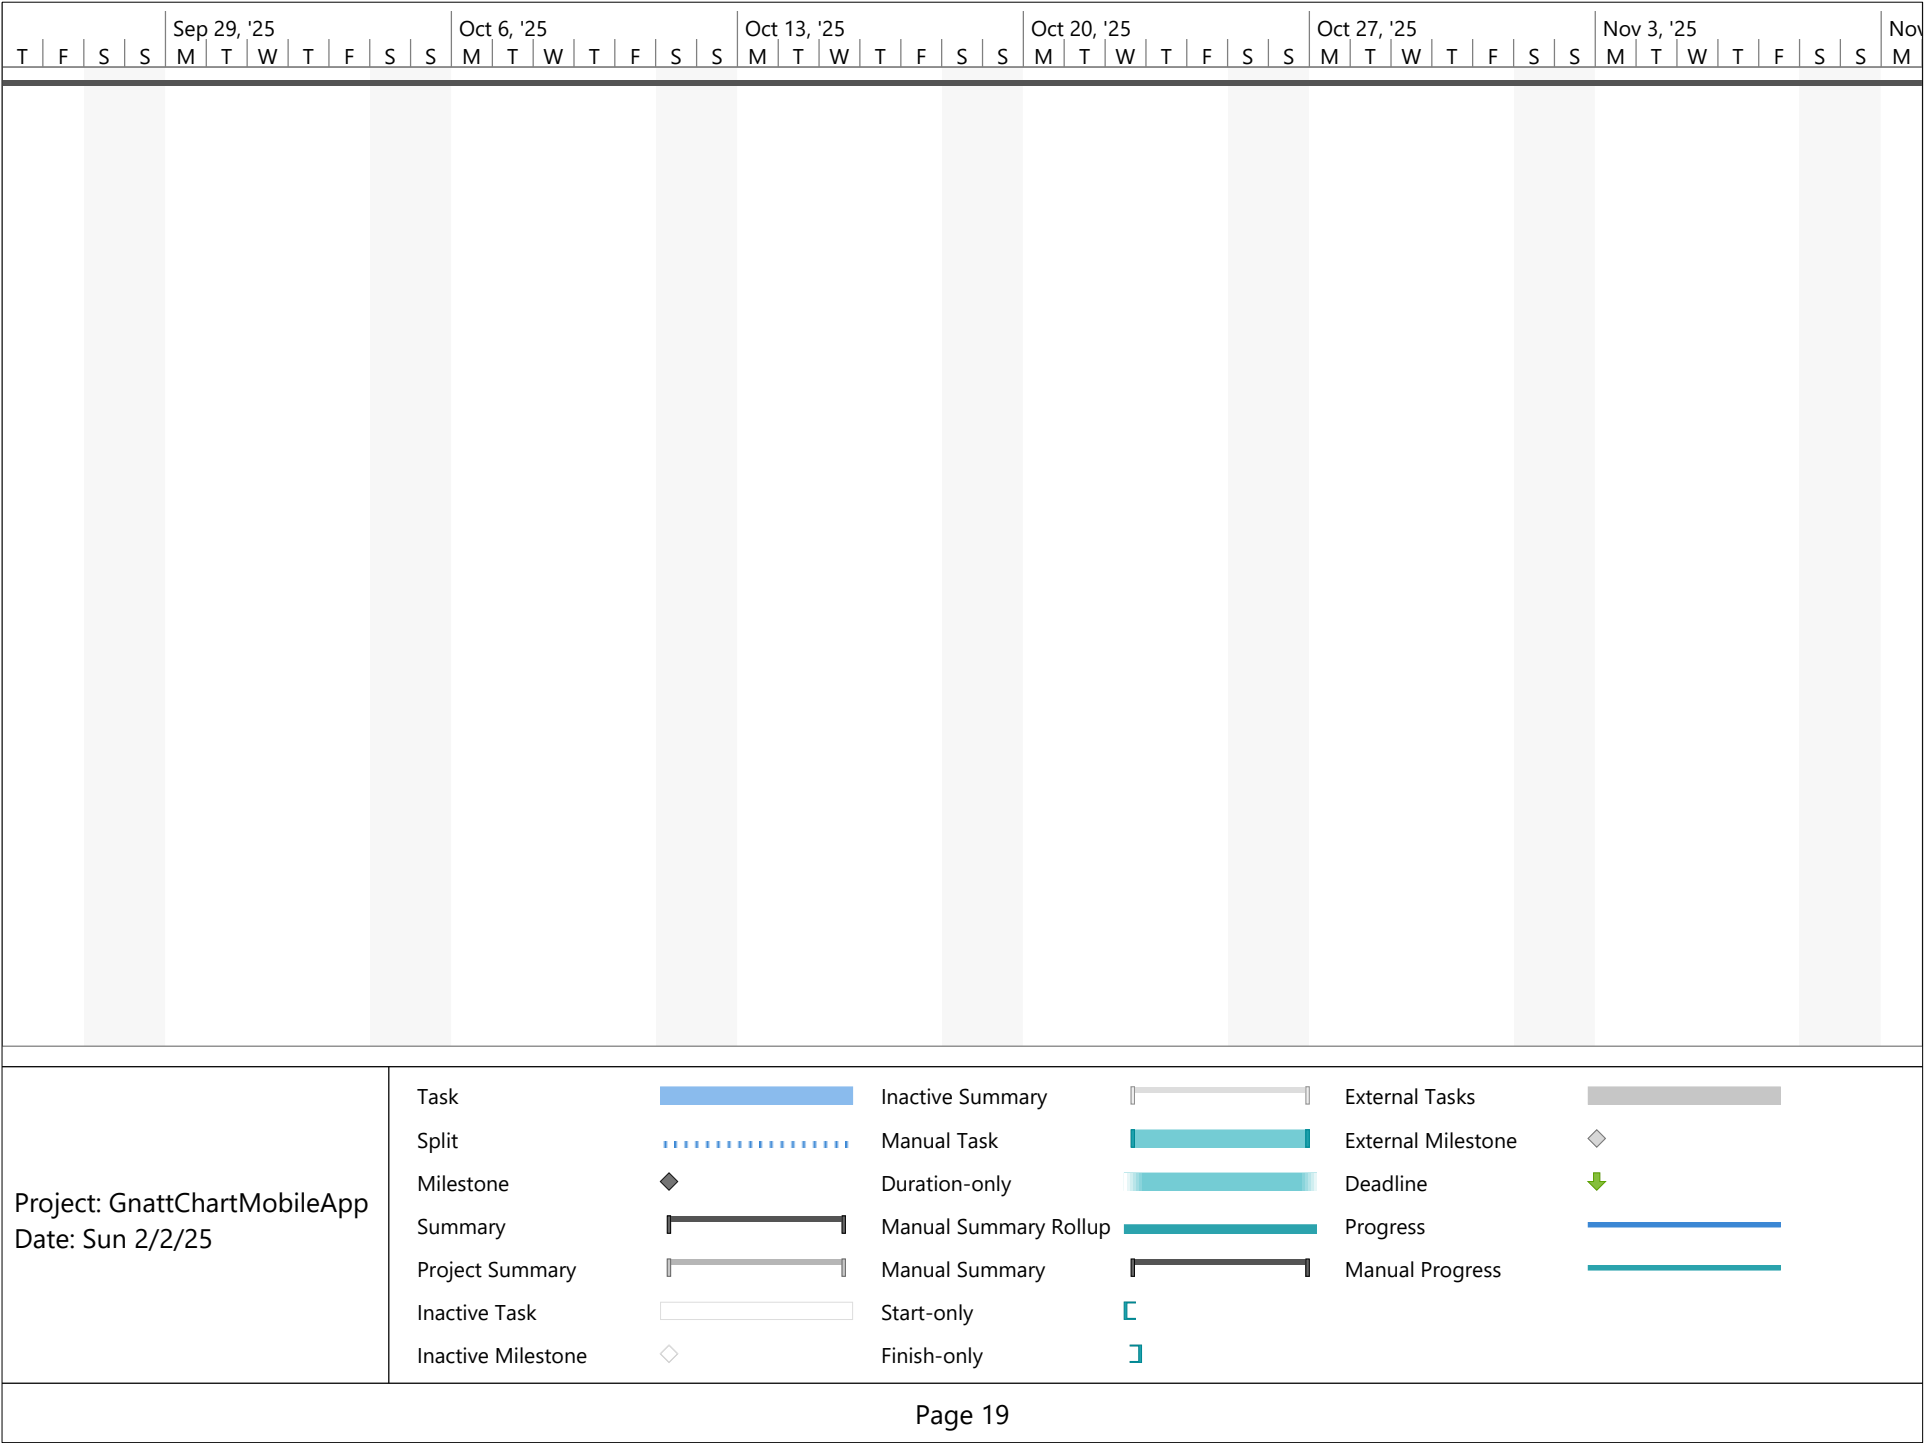 Sep 29, '25 Oct 6, '25 Oct 13, '25 Oct 20, '25 Oct 27, '25 Nov 3, '25 Nov
T F S S M T W T F S S M T W T F S S M T W T F S S M T W T F S S M T W T F S S M T W T F S S M
Task Inactive Summary External Tasks
Split Manual Task External Milestone
Milestone Duration-only Deadline
Project: GnattChartMobileApp
Date: Sun 2/2/25
Summary Manual Summary Rollup Progress
Project Summary Manual Summary Manual Progress
Inactive Task Start-only
Inactive Milestone Finish-only
Page 19